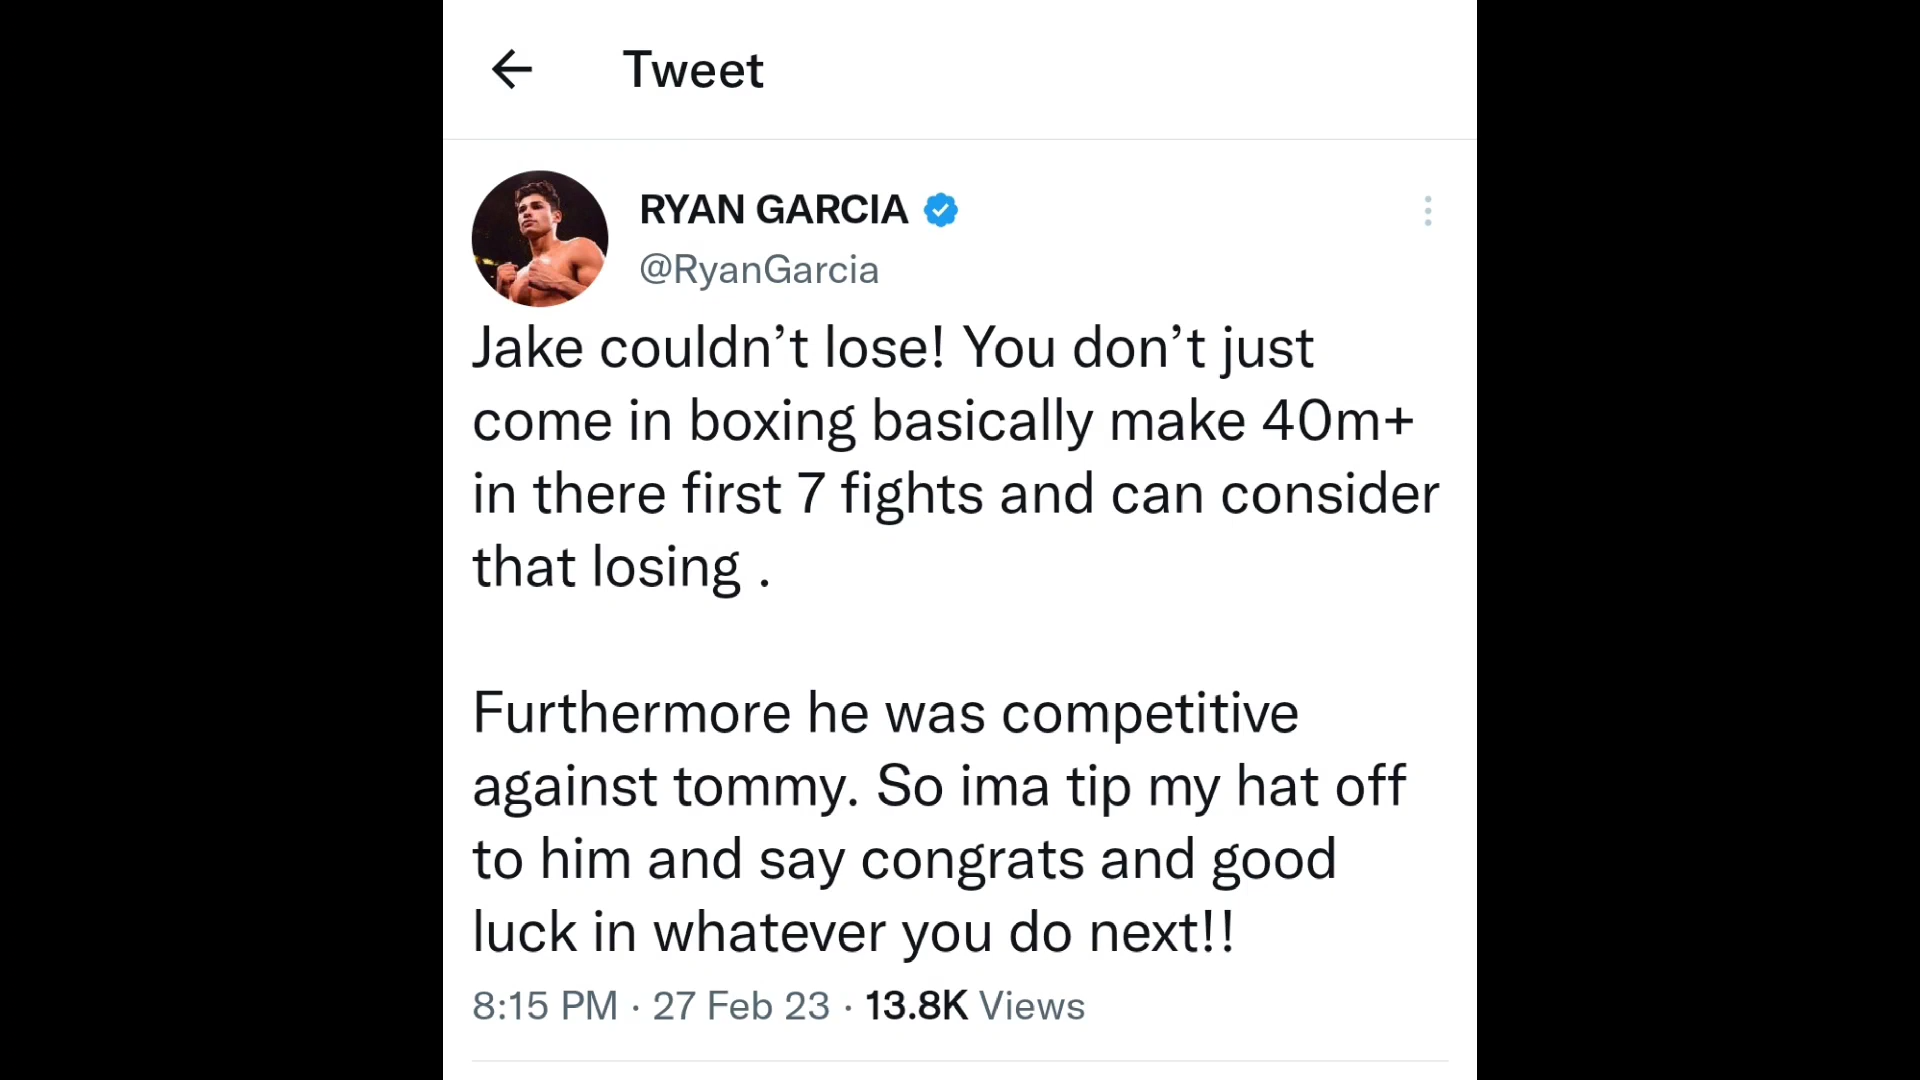 Tweet
RYAN GARCIA
@RyanGarcia
Jake couldn’t lose! You don’t just
come in boxing basically make 40m+
in there first 7 fights and can consider
that losing .
Furthermore he was competitive
against tommy. So ima tip my hat off
to him and say congrats and good
luck in whatever you do next!!
8:15 PM · 27 Feb 23 · 13.8K Views